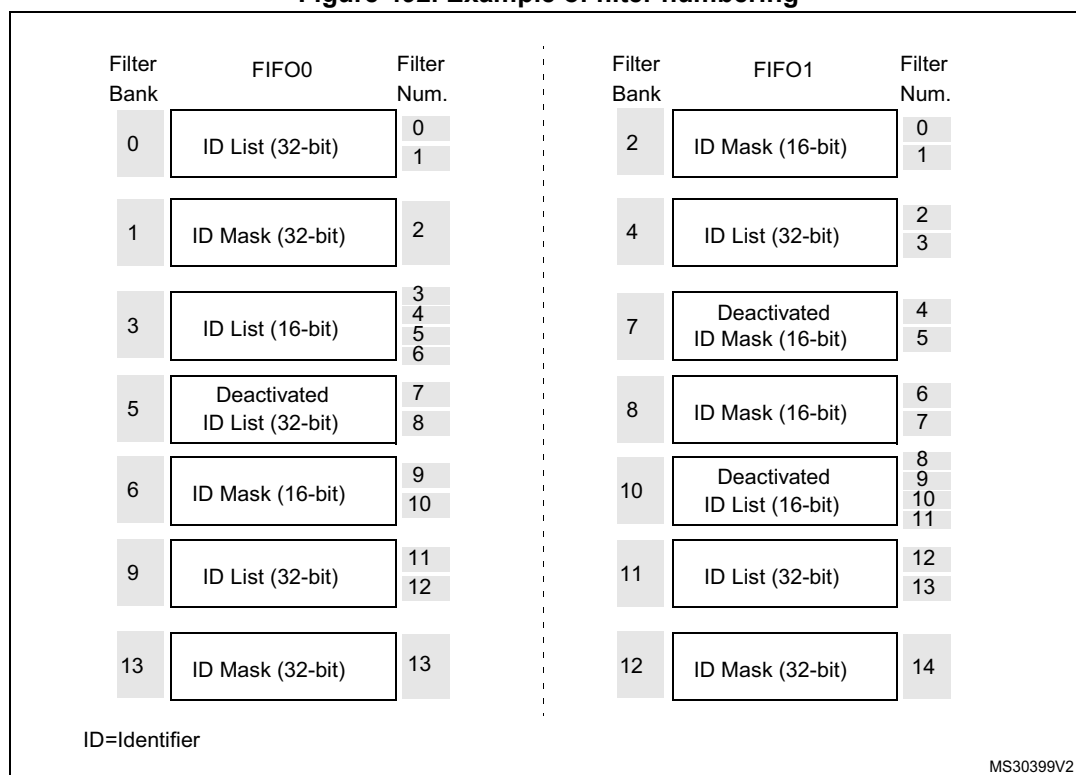 Filter Bank FIFO0 Filter Num.
0 ID List (32-bit) 0 1
1 ID Mask (32-bit) 2
3 ID List (16-bit) 3 4 5 6
5 Deactivated ID List (32-bit) 7 8
6 ID Mask (16-bit) 9 10
9 ID List (32-bit) 11 12
13 ID Mask (32-bit) 13
Filter Bank FIFO1 Filter Num.
2 ID Mask (16-bit) 0 1
4 ID List (32-bit) 2 3
7 Deactivated ID Mask (16-bit) 4 5
8 ID Mask (16-bit) 6 7
10 Deactivated ID List (16-bit) 8 9 10 11
11 ID List (32-bit) 12 13
12 ID Mask (32-bit) 14
ID=Identifier
MS30399V2